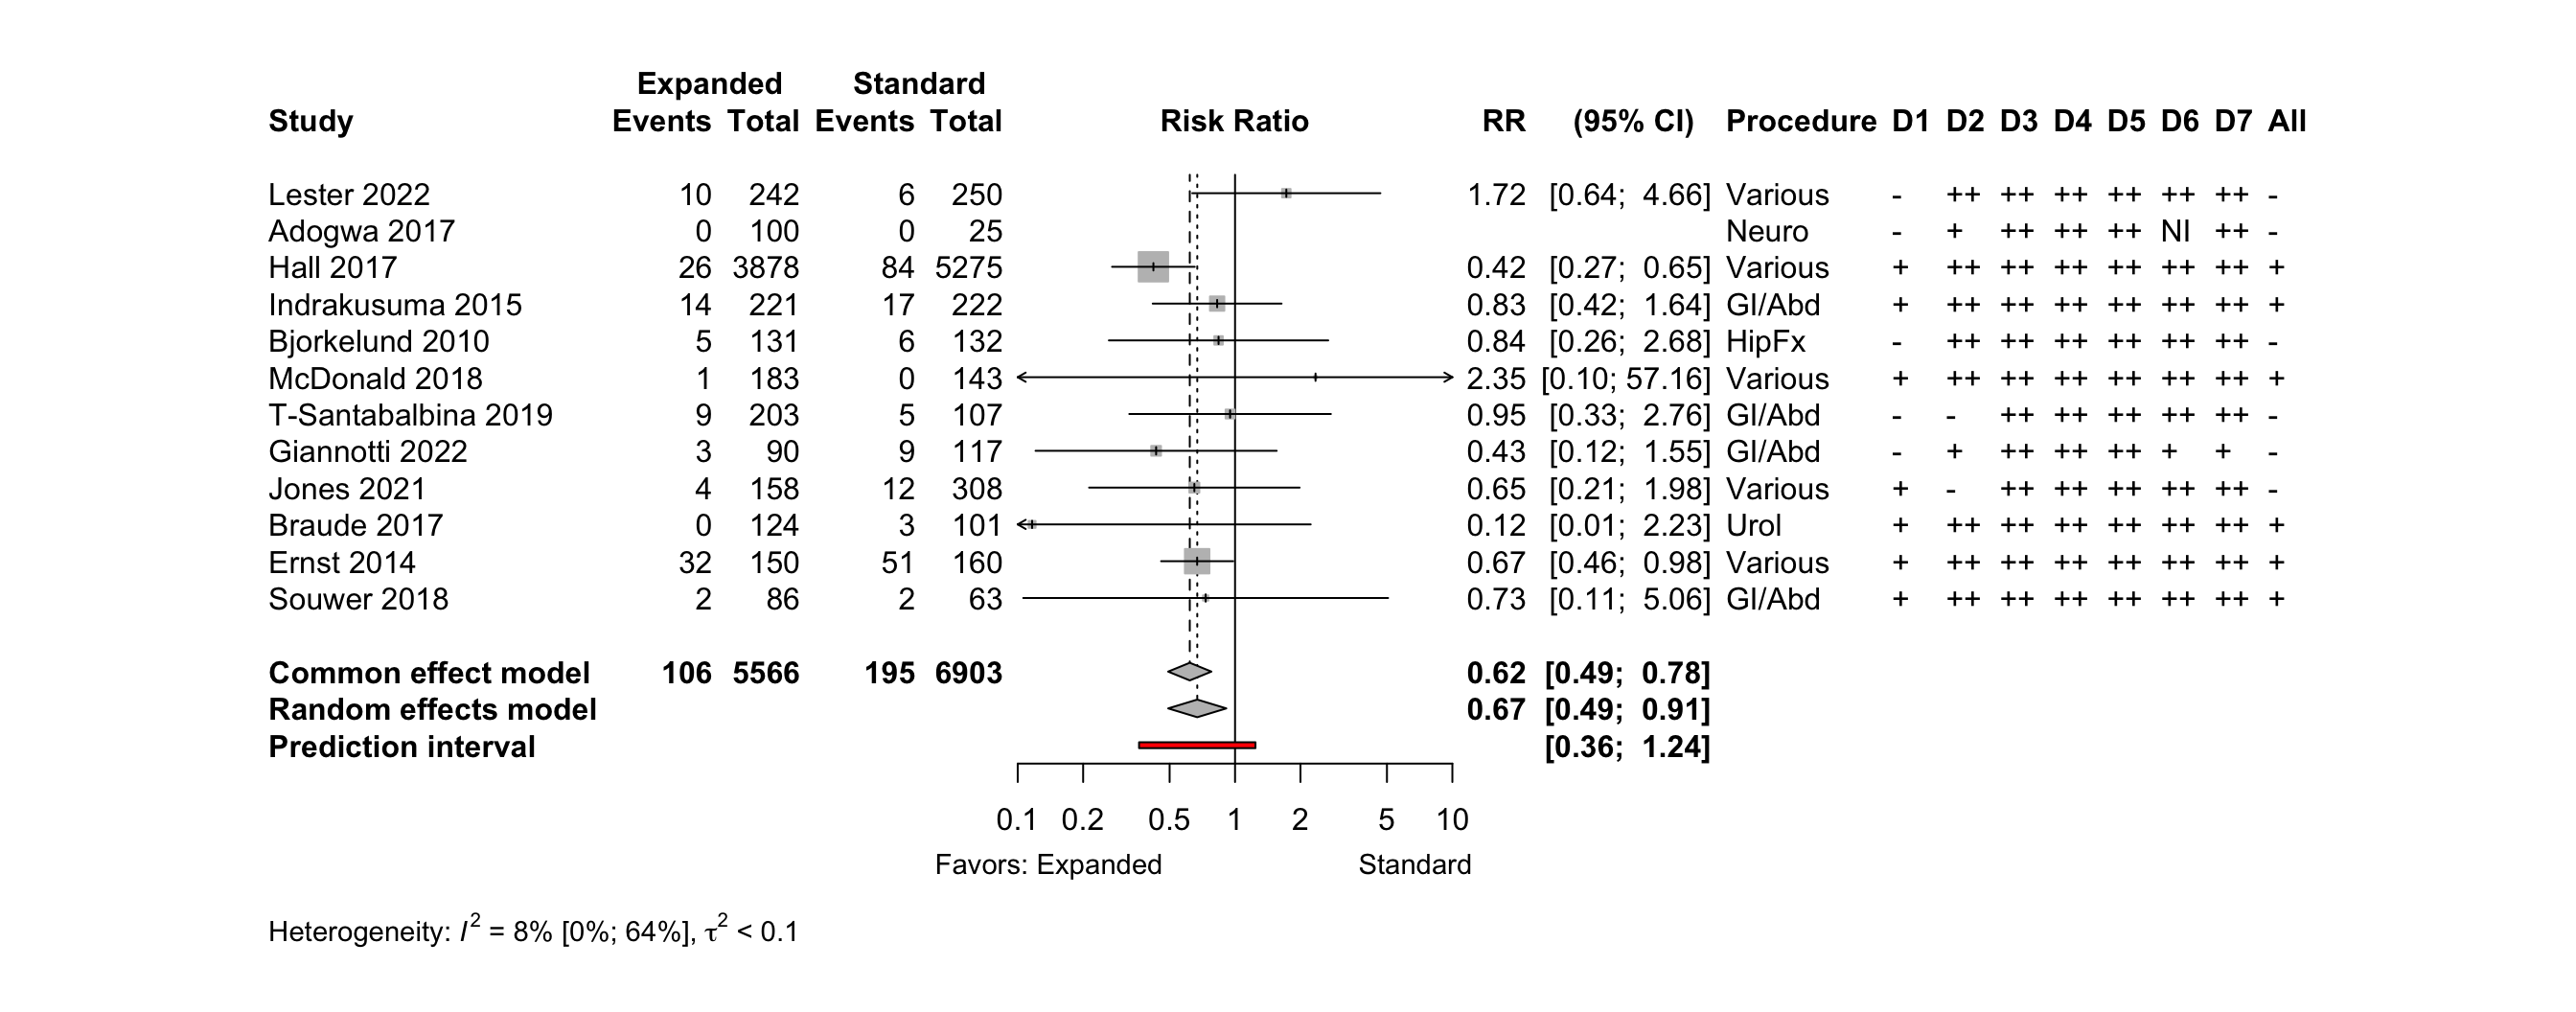 Expanded Standard
Study Events Total Events Total Risk Ratio RR (95% CI) Procedure D1 D2 D3 D4 D5 D6 D7 All
Lester 2022 10 242 6 250 1.72 [0.64; 4.66] Various - ++ ++ ++ ++ ++ ++ -
Adogwa 2017 0 100 0 25 Neuro - + ++ ++ ++ NI ++ -
Hall 2017 26 3878 84 5275 0.42 [0.27; 0.65] Various + ++ ++ ++ ++ ++ ++ +
Indrakusuma 2015 14 221 17 222 0.83 [0.42; 1.64] GI/Abd + ++ ++ ++ ++ ++ ++ +
Bjorkelund 2010 5 131 6 132 0.84 [0.26; 2.68] HipFx - ++ ++ ++ ++ ++ ++ -
McDonald 2018 1 183 0 143 2.35 [0.10; 57.16] Various + ++ ++ ++ ++ ++ ++ +
T-Santabalbina 2019 9 203 5 107 0.95 [0.33; 2.76] GI/Abd - - ++ ++ ++ ++ ++ -
Giannotti 2022 3 90 9 117 0.43 [0.12; 1.55] GI/Abd - + ++ ++ ++ + + -
Jones 2021 4 158 12 308 0.65 [0.21; 1.98] Various + - ++ ++ ++ ++ ++ -
Braude 2017 0 124 3 101 0.12 [0.01; 2.23] Urol + ++ ++ ++ ++ ++ ++ +
Ernst 2014 32 150 51 160 0.67 [0.46; 0.98] Various + ++ ++ ++ ++ ++ ++ +
Souwer 2018 2 86 2 63 0.73 [0.11; 5.06] GI/Abd + ++ ++ ++ ++ ++ ++ +
Common effect model 106 5566 195 6903 0.62 [0.49; 0.78]
Random effects model 0.67 [0.49; 0.91]
Prediction interval [0.36; 1.24]
0.1 0.2 0.5 1 2 5 10
Favors: Expanded Standard
Heterogeneity: I² = 8% [0%; 64%], τ² < 0.1